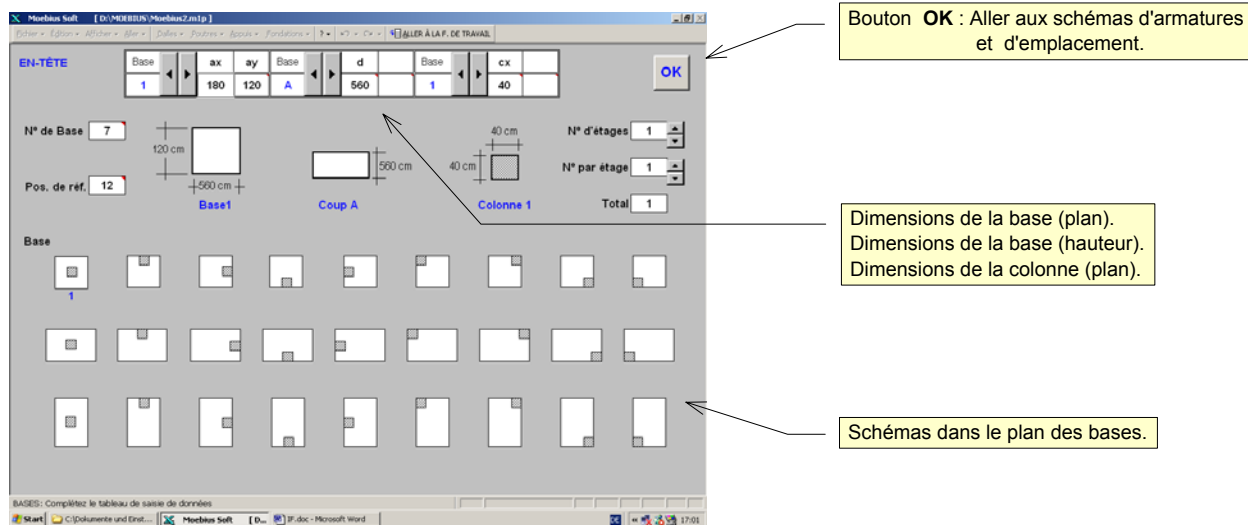 Moebius Soft [ D:\MOEBIUS\Moebius2.m1p ]
Fichier Édition Afficher Aller Dalles Poutres Appuis Fondations ? ALLER À LA F. DE TRAVAIL
EN-TÊTE
Base ax ay Base d Base cx
1 180 120 A 560 1 40
OK
Nº de Base 7
120 cm
560 cm
Base1
Pos. de réf. 12
560 cm
Coup A
40 cm
40 cm
Colonne 1
Nº d'étages 1
Nº par étage 1
Total 1
Base
1
BASES: Complétez le tableau de saisie de données
Start C:\Dokumente und Einst... Moebius Soft [ D... IF.doc - Microsoft Word DE « 17:01
Bouton OK : Aller aux schémas d'armatures
et d'emplacement.
Dimensions de la base (plan).
Dimensions de la base (hauteur).
Dimensions de la colonne (plan).
Schémas dans le plan des bases.